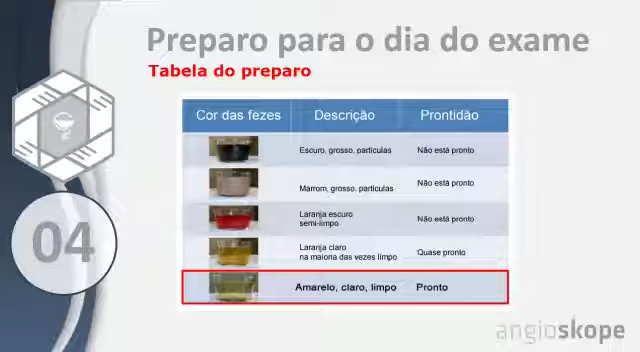 Preparo para o dia do exame
Tabela do preparo
Cor das fezes Descrição Prontidão
Escuro, grosso, particulas Não está pronto
Marrom, grosso, particulas Não está pronto
Laranja escuro
semi-limpo Não está pronto
Laranja claro
na maioria das vezes limpo Quase pronto
Amarelo, claro, limpo Pronto
04
angioskope